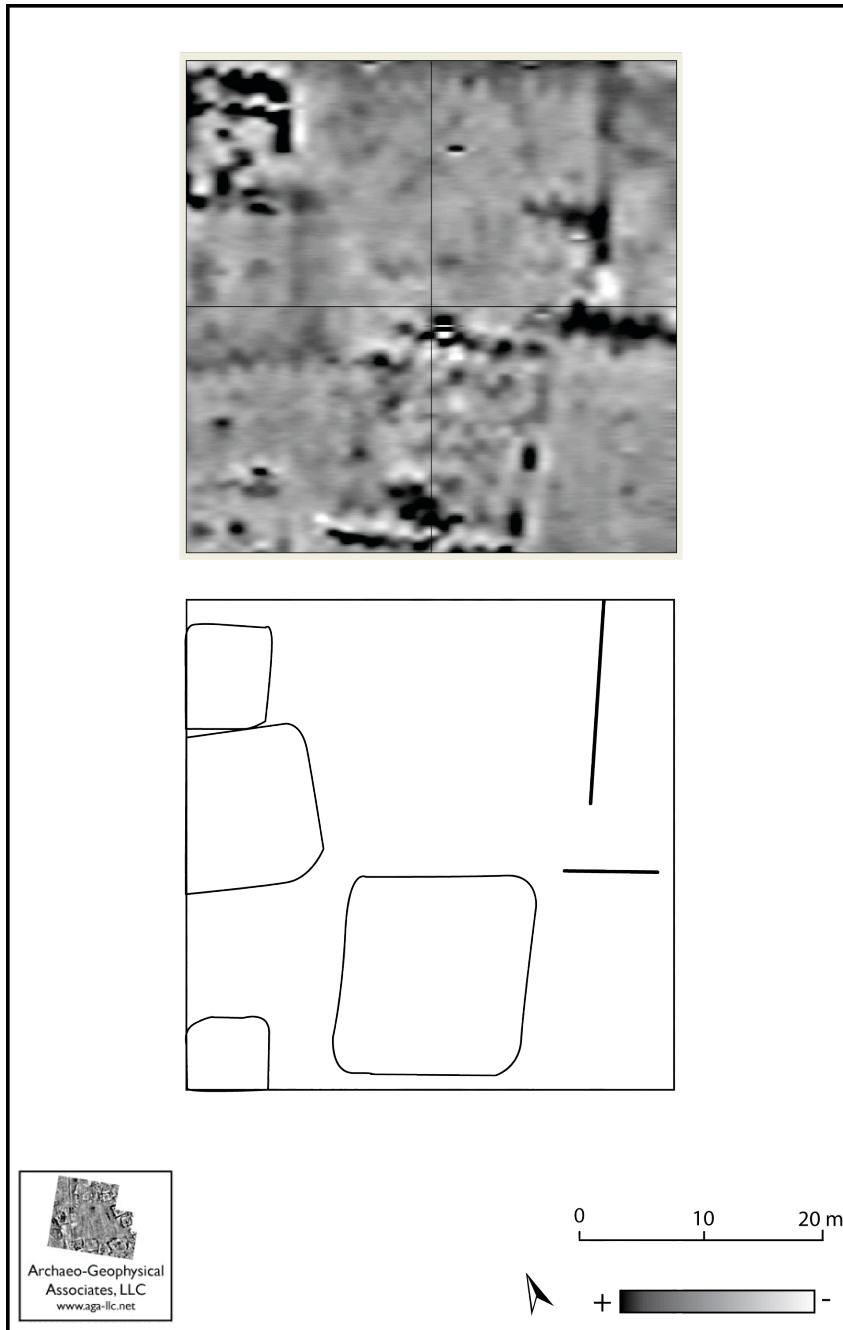 Archaeo-Geophysical
Associates, LLC
www.aga-llc.net
0 10 20 m
+ -